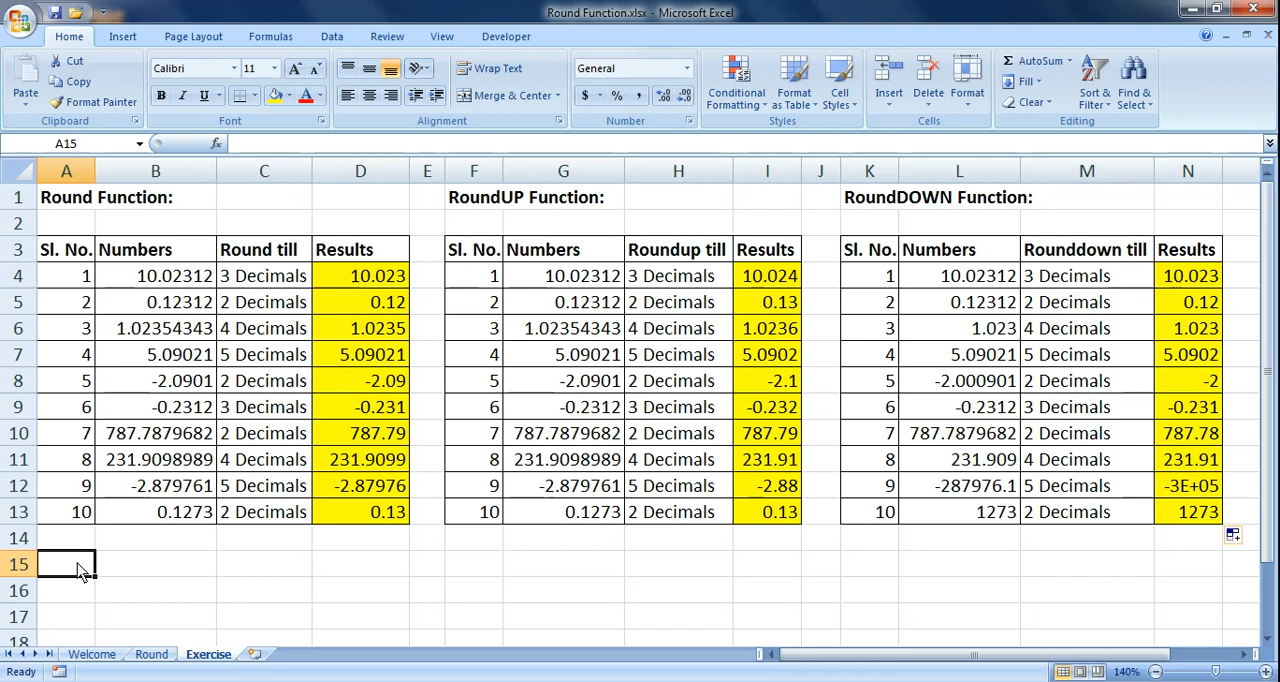 Round Function.xlsx - Microsoft Excel
Home Insert Page Layout Formulas Data Review View Developer
Paste Cut Copy Format Painter Clipboard
Calibri 11 B I U A A A Font
Wrap Text Merge & Center Alignment
General $ % , .0 .00 .00 .0 Number
Conditional Formatting Format as Table Cell Styles Styles
Insert Delete Format Cells
Σ AutoSum Fill Clear Sort & Filter Find & Select Editing
A15 fx
A B C D E F G H I J K L M N
1 Round Function: RoundUP Function: RoundDOWN Function:
2
3 Sl. No. Numbers Round till Results Sl. No. Numbers Roundup till Results Sl. No. Numbers Rounddown till Results
4 1 10.02312 3 Decimals 10.023 1 10.02312 3 Decimals 10.024 1 10.02312 3 Decimals 10.023
5 2 0.12312 2 Decimals 0.12 2 0.12312 2 Decimals 0.13 2 0.12312 2 Decimals 0.12
6 3 1.02354343 4 Decimals 1.0235 3 1.02354343 4 Decimals 1.0236 3 1.023 4 Decimals 1.023
7 4 5.09021 5 Decimals 5.09021 4 5.09021 5 Decimals 5.0902 4 5.09021 5 Decimals 5.0902
8 5 -2.0901 2 Decimals -2.09 5 -2.0901 2 Decimals -2.1 5 -2.000901 2 Decimals -2
9 6 -0.2312 3 Decimals -0.231 6 -0.2312 3 Decimals -0.232 6 -0.2312 3 Decimals -0.231
10 7 787.7879682 2 Decimals 787.79 7 787.7879682 2 Decimals 787.79 7 787.7879682 2 Decimals 787.78
11 8 231.9098989 4 Decimals 231.9099 8 231.9098989 4 Decimals 231.91 8 231.909 4 Decimals 231.91
12 9 -2.879761 5 Decimals -2.87976 9 -2.879761 5 Decimals -2.88 9 -287976.1 5 Decimals -3E+05
13 10 0.1273 2 Decimals 0.13 10 0.1273 2 Decimals 0.13 10 1273 2 Decimals 1273
14
15
16
17
18
Welcome Round Exercise
Ready 140%